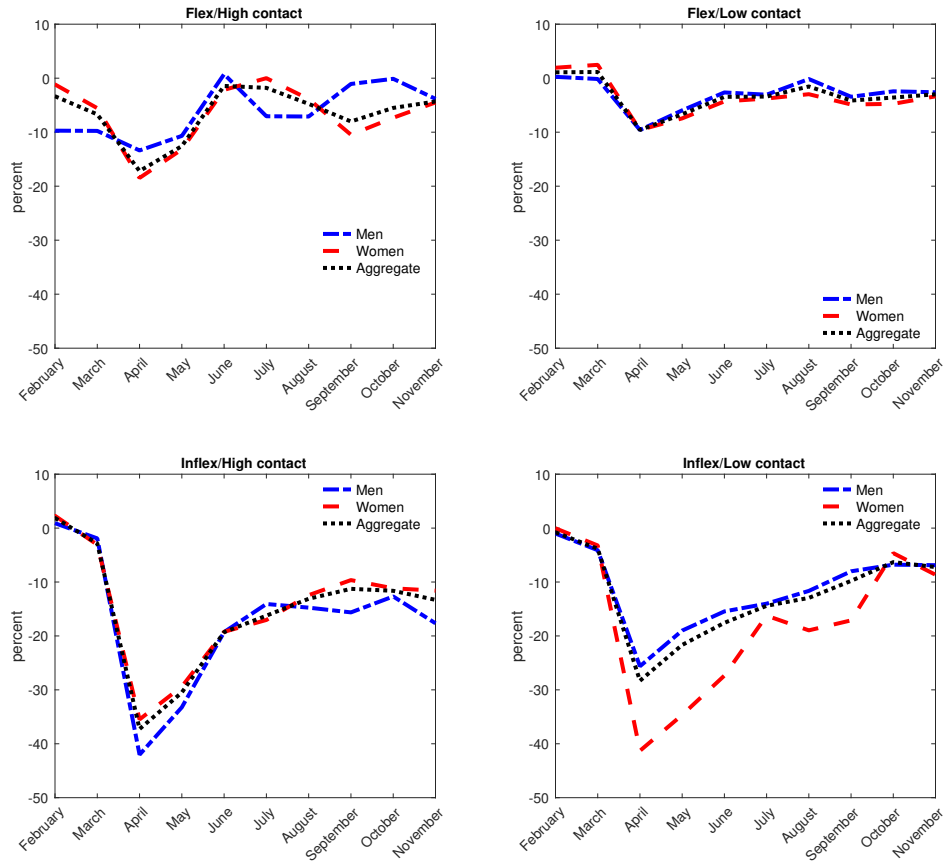 Flex/High contact
10
0
-10
-20
-30
-40
-50
percent
Men
Women
Aggregate
February
March
April
May
June
July
August
September
October
November
Flex/Low contact
10
0
-10
-20
-30
-40
-50
percent
Men
Women
Aggregate
February
March
April
May
June
July
August
September
October
November
Inflex/High contact
10
0
-10
-20
-30
-40
-50
percent
Men
Women
Aggregate
February
March
April
May
June
July
August
September
October
November
Inflex/Low contact
10
0
-10
-20
-30
-40
-50
percent
Men
Women
Aggregate
February
March
April
May
June
July
August
September
October
November